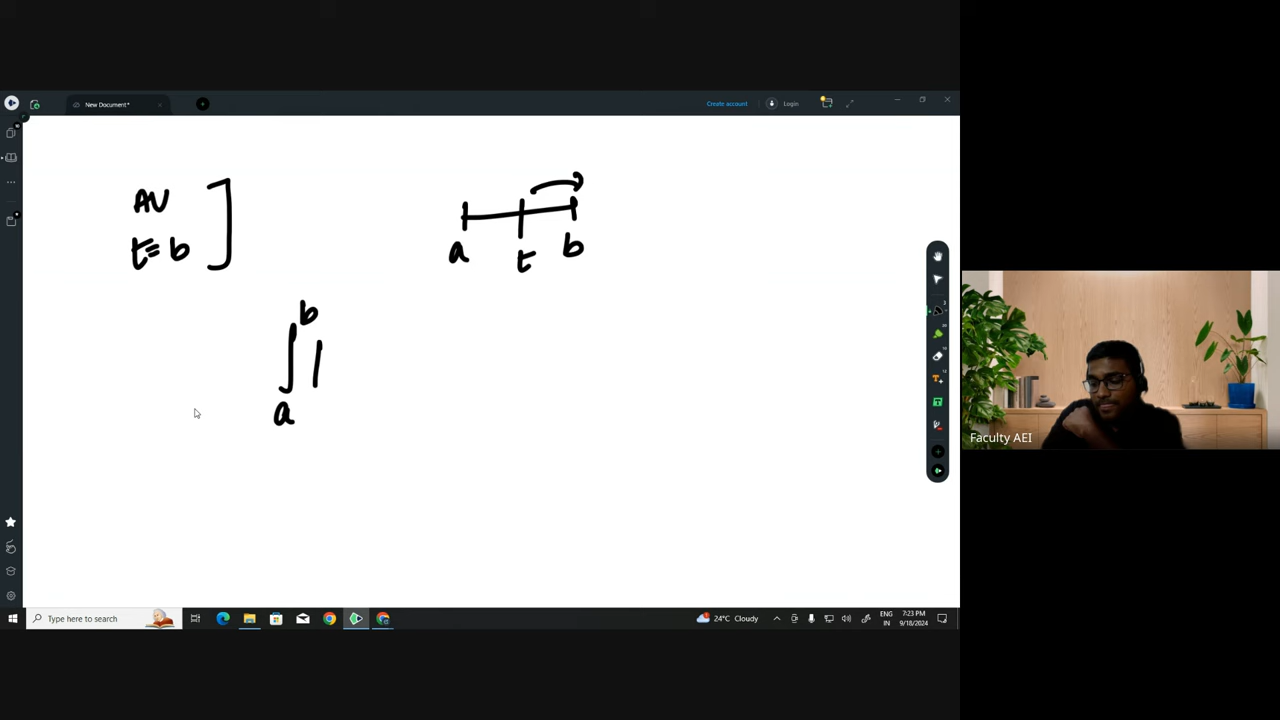 New Document*
Create account
Login
AV
t= b
a
t
b
b
∫
a
Faculty AEI
Type here to search
24°C Cloudy
ENG
IN
7:23 PM
9/18/2024